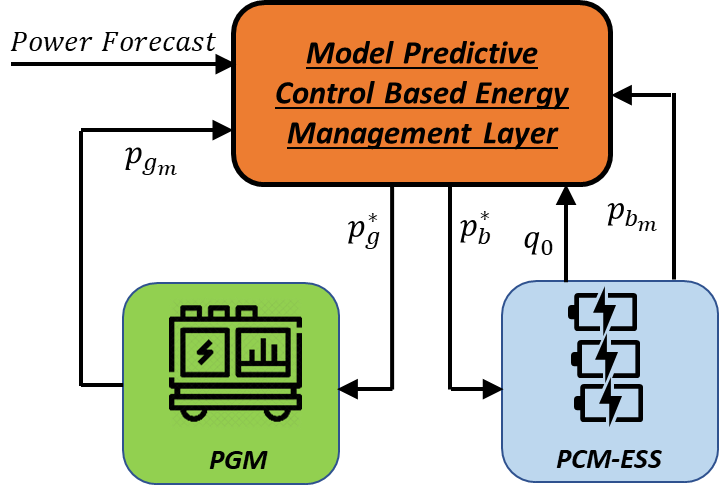 Power Forecast
Model Predictive
Control Based Energy
Management Layer
p_{g_m}
p_g^*
p_b^*
q_0
p_{b_m}
PGM
PCM-ESS